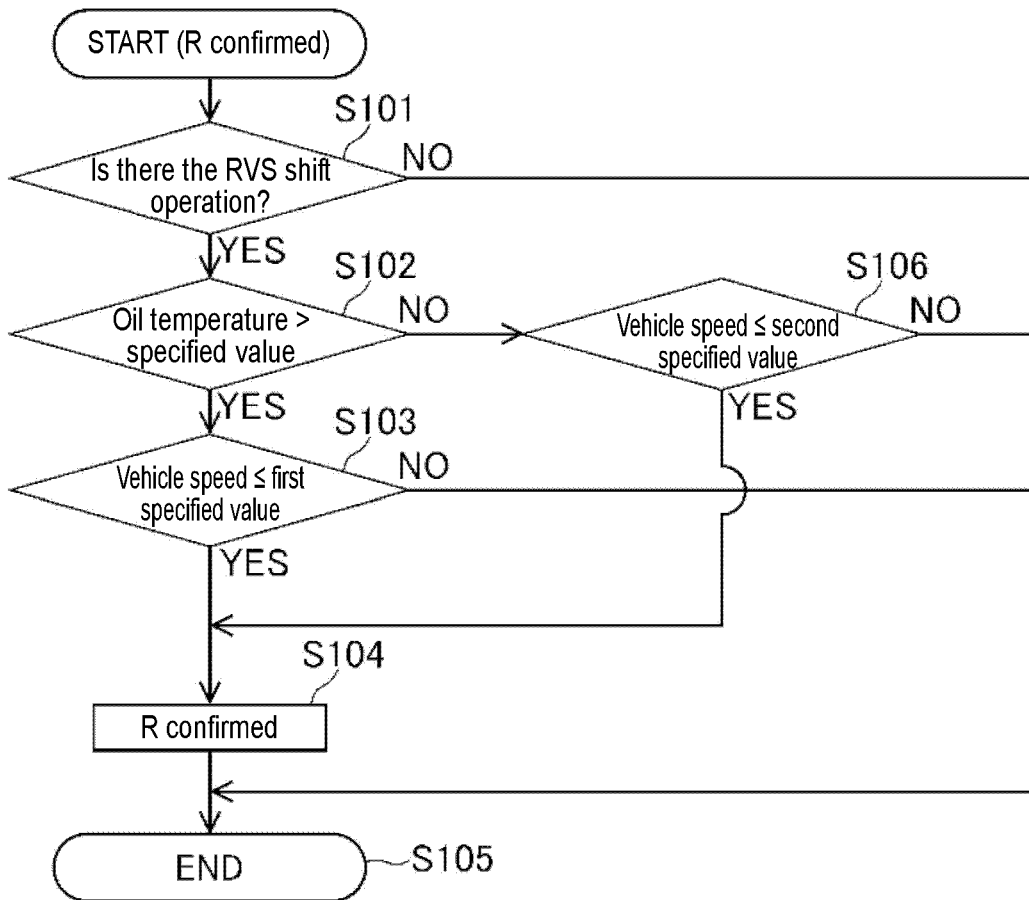 START (R confirmed)
S101
Is there the RVS shift
operation?
NO
YES
S102
Oil temperature >
specified value
NO
YES
S106
Vehicle speed ≤ second
specified value
NO
YES
S103
Vehicle speed ≤ first
specified value
NO
YES
S104
R confirmed
END
S105